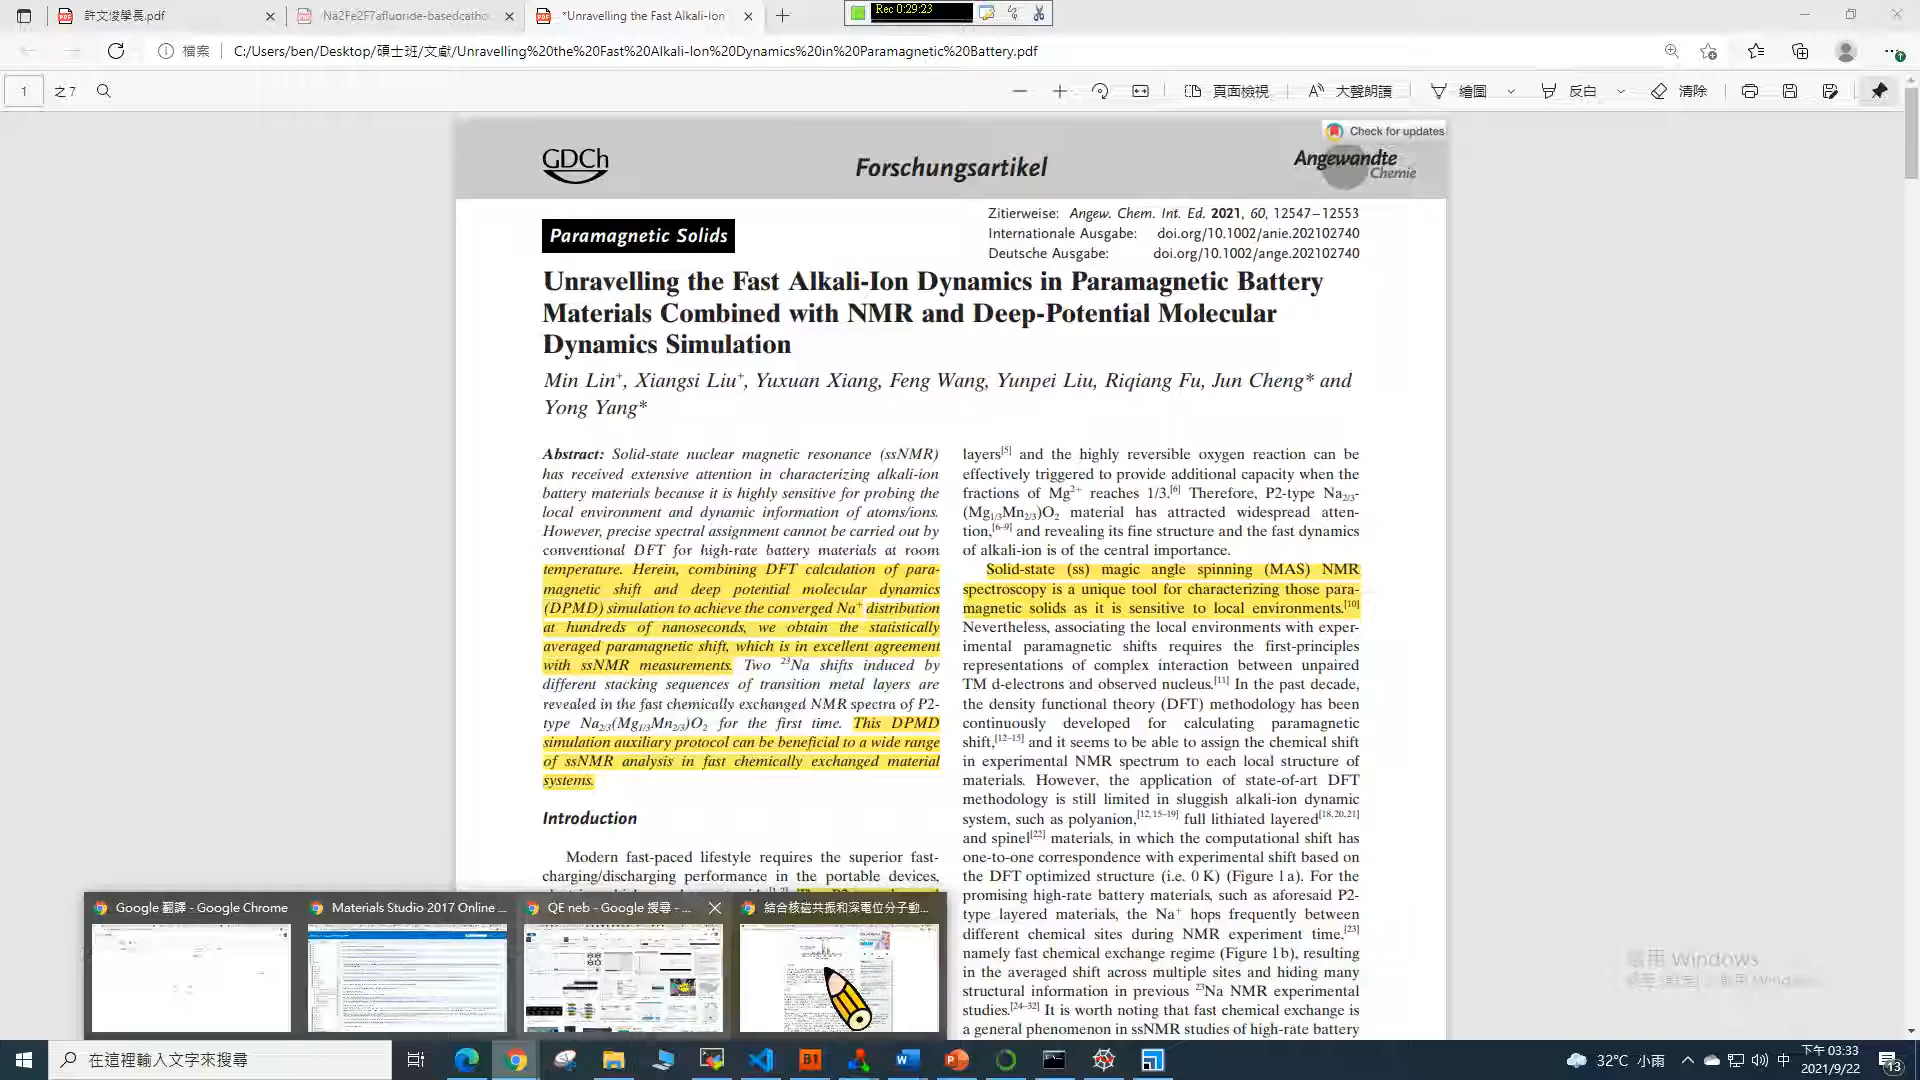 許文俊學長.pdf
Na2Fe2F7afluoride-basedcatho
*Unravelling the Fast Alkali-Ion
Rec 0:29:23
檔案
C:/Users/ben/Desktop/碩士班/文獻/Unravelling%20the%20Fast%20Alkali-Ion%20Dynamics%20in%20Paramagnetic%20Battery.pdf
1 之 7
頁面檢視
大聲朗讀
繪圖
反白
清除
Check for updates
GDCh
Forschungsartikel
Angewandte
Chemie
Paramagnetic Solids
Zitierweise: Angew. Chem. Int. Ed. 2021, 60, 12547–12553
Internationale Ausgabe: doi.org/10.1002/anie.202102740
Deutsche Ausgabe: doi.org/10.1002/ange.202102740
Unravelling the Fast Alkali-Ion Dynamics in Paramagnetic Battery
Materials Combined with NMR and Deep-Potential Molecular
Dynamics Simulation
Min Lin⁺, Xiangsi Liu⁺, Yuxuan Xiang, Feng Wang, Yunpei Liu, Riqiang Fu, Jun Cheng* and
Yong Yang*
Abstract: Solid-state nuclear magnetic resonance (ssNMR)
has received extensive attention in characterizing alkali-ion
battery materials because it is highly sensitive for probing the
local environment and dynamic information of atoms/ions.
However, precise spectral assignment cannot be carried out by
conventional DFT for high-rate battery materials at room
temperature. Herein, combining DFT calculation of para-
magnetic shift and deep potential molecular dynamics
(DPMD) simulation to achieve the converged Na⁺ distribution
at hundreds of nanoseconds, we obtain the statistically
averaged paramagnetic shift, which is in excellent agreement
with ssNMR measurements. Two ²³Na shifts induced by
different stacking sequences of transition metal layers are
revealed in the fast chemically exchanged NMR spectra of P2-
type Na₂/₃(Mg₁/₃Mn₂/₃)O₂ for the first time. This DPMD
simulation auxiliary protocol can be beneficial to a wide range
of ssNMR analysis in fast chemically exchanged material
systems.
Introduction
Modern fast-paced lifestyle requires the superior fast-
charging/discharging performance in the portable devices,
layers[5] and the highly reversible oxygen reaction can be
effectively triggered to provide additional capacity when the
fractions of Mg²⁺ reaches 1/3.[6] Therefore, P2-type Na₂/₃-
(Mg₁/₃Mn₂/₃)O₂ material has attracted widespread atten-
tion,[6–9] and revealing its fine structure and the fast dynamics
of alkali-ion is of the central importance.
Solid-state (ss) magic angle spinning (MAS) NMR
spectroscopy is a unique tool for characterizing those para-
magnetic solids as it is sensitive to local environments.[10]
Nevertheless, associating the local environments with exper-
imental paramagnetic shifts requires the first-principles
representations of complex interaction between unpaired
TM d-electrons and observed nucleus.[11] In the past decade,
the density functional theory (DFT) methodology has been
continuously developed for calculating paramagnetic
shift,[12–15] and it seems to be able to assign the chemical shift
in experimental NMR spectrum to each local structure of
materials. However, the application of state-of-art DFT
methodology is still limited in sluggish alkali-ion dynamic
system, such as polyanion,[12,15–19] full lithiated layered[18,20,21]
and spinel[22] materials, in which the computational shift has
one-to-one correspondence with experimental shift based on
the DFT optimized structure (i.e. 0 K) (Figure 1 a). For the
promising high-rate battery materials, such as aforesaid P2-
type layered materials, the Na⁺ hops frequently between
different chemical sites during NMR experiment time,[23]
namely fast chemical exchange regime (Figure 1 b), resulting
in the averaged shift across multiple sites and hiding many
structural information in previous ²³Na NMR experimental
studies.[24–32] It is worth noting that fast chemical exchange is
a general phenomenon in ssNMR studies of high-rate battery
Google 翻譯 - Google Chrome
Materials Studio 2017 Online ...
QE neb - Google 搜尋 - ...
結合核磁共振和深電位分子動...
啟用 Windows
在這裡輸入文字來搜尋
32°C 小雨
中
下午 03:33
2021/9/22
13